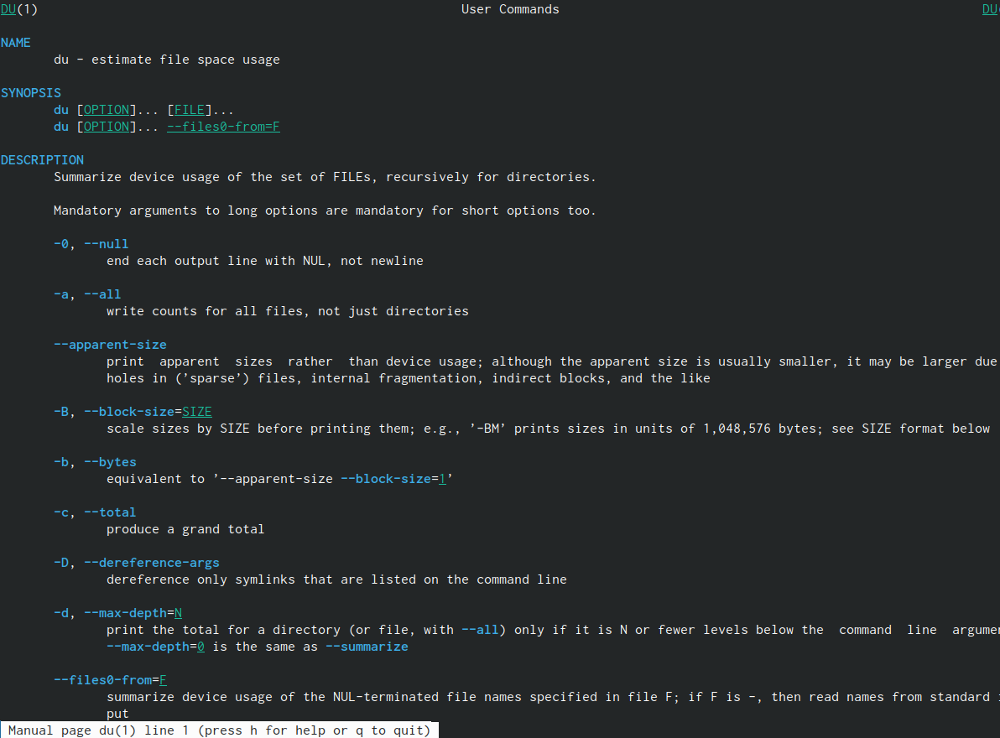 DU(1) User Commands DU
NAME
du - estimate file space usage
SYNOPSIS
du [OPTION]... [FILE]...
du [OPTION]... --files0-from=F
DESCRIPTION
Summarize device usage of the set of FILEs, recursively for directories.
Mandatory arguments to long options are mandatory for short options too.
-0, --null
end each output line with NUL, not newline
-a, --all
write counts for all files, not just directories
--apparent-size
print  apparent  sizes  rather  than device usage; although the apparent size is usually smaller, it may be larger due
holes in (’sparse’) files, internal fragmentation, indirect blocks, and the like
-B, --block-size=SIZE
scale sizes by SIZE before printing them; e.g., ’-BM’ prints sizes in units of 1,048,576 bytes; see SIZE format below
-b, --bytes
equivalent to ’--apparent-size --block-size=1’
-c, --total
produce a grand total
-D, --dereference-args
dereference only symlinks that are listed on the command line
-d, --max-depth=N
print the total for a directory (or file, with --all) only if it is N or fewer levels below the  command  line
--max-depth=0 is the same as --summarize
--files0-from=F
summarize device usage of the NUL-terminated file names specified in file F; if F is -, then read names from standard
put
Manual page du(1) line 1 (press h for help or q to quit)